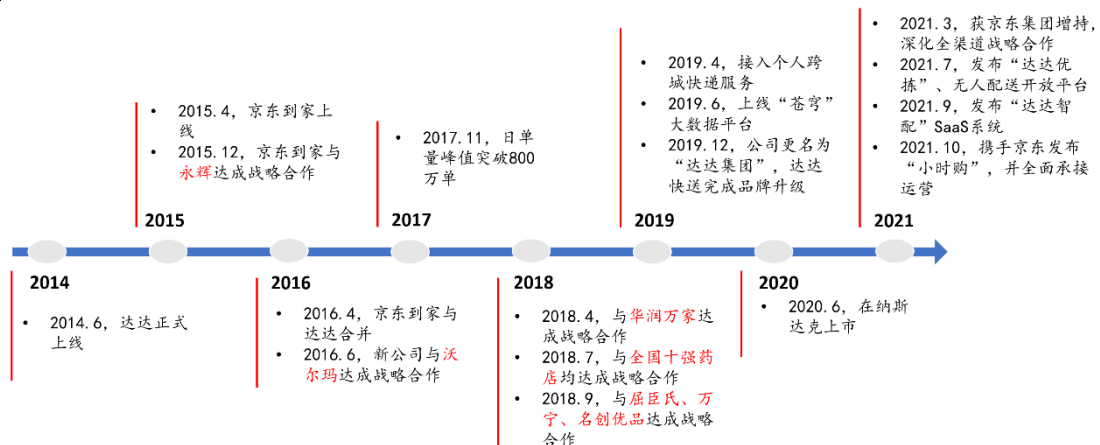 • 2021.3，获京东集团增持，
深化全渠道战略合作
• 2021.7，发布“达达优
拣”、无人配送开放平台
• 2021.9，发布“达达智
配”SaaS系统
• 2021.10，携手京东发布
“小时购”，并全面承接
运营
• 2019.4，接入个人跨
城快递服务
• 2019.6，上线“苍穹”
大数据平台
• 2019.12，公司更名为
“达达集团”，达达
快送完成品牌升级
• 2015.4，京东到家上
线
• 2015.12，京东到家与
永辉达成战略合作
• 2017.11，日单
量峰值突破800
万单
2015
2017
2019
2021
2014
2016
2018
2020
• 2014.6，达达正式
上线
• 2016.4，京东到家与
达达合并
• 2016.6，新公司与沃
尔玛达成战略合作
• 2018.4，与华润万家达
成战略合作
• 2018.7，与全国十强药
店均达成战略合作
• 2018.9，与屈臣氏、万
宁、名创优品达成战略
合作
• 2020.6，在纳斯
达克上市